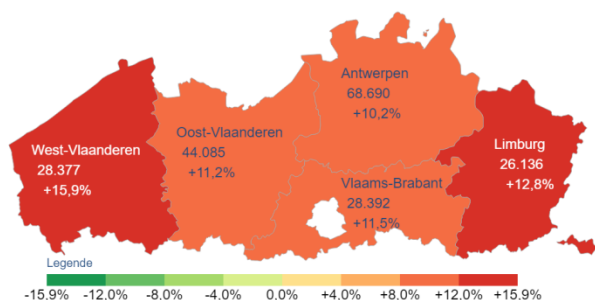 Antwerpen
68.690
+10,2%
Oost-Vlaanderen
44.085
+11,2%
West-Vlaanderen
28.377
+15,9%
Limburg
26.136
+12,8%
Vlaams-Brabant
28.392
+11,5%
Legende
-15.9% -12,0% -8,0% -4,0% 0.0% +4,0% +8,0% +12,0% +15.9%